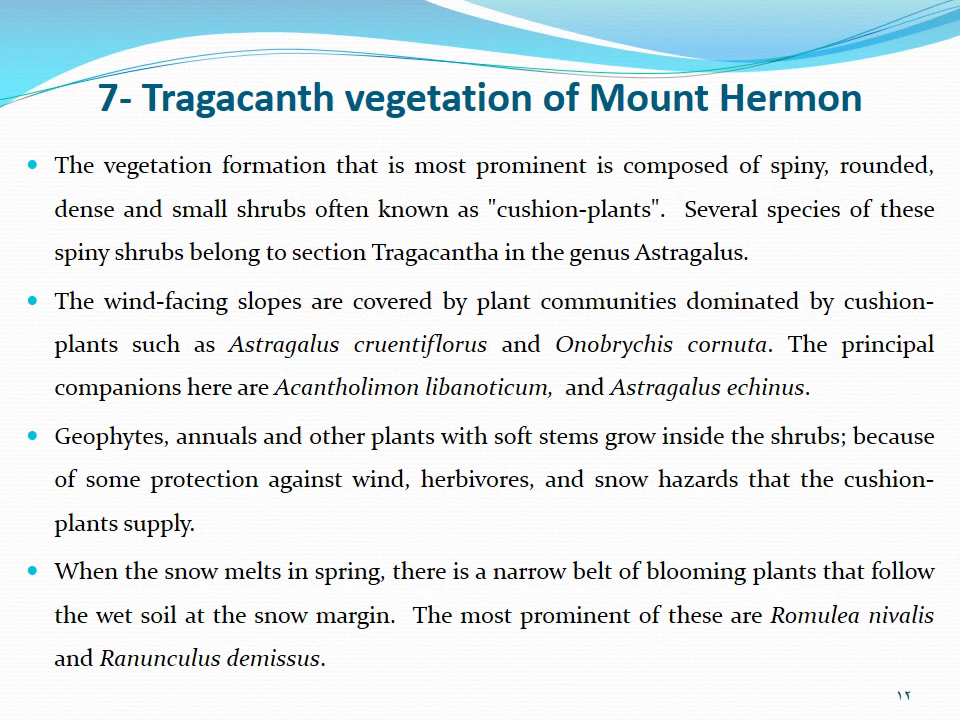 7- Tragacanth vegetation of Mount Hermon
• The vegetation formation that is most prominent is composed of spiny, rounded,
dense and small shrubs often known as "cushion-plants". Several species of these
spiny shrubs belong to section Tragacantha in the genus Astragalus.
• The wind-facing slopes are covered by plant communities dominated by cushion-
plants such as Astragalus cruentiflorus and Onobrychis cornuta. The principal
companions here are Acantholimon libanoticum, and Astragalus echinus.
• Geophytes, annuals and other plants with soft stems grow inside the shrubs; because
of some protection against wind, herbivores, and snow hazards that the cushion-
plants supply.
• When the snow melts in spring, there is a narrow belt of blooming plants that follow
the wet soil at the snow margin. The most prominent of these are Romulea nivalis
and Ranunculus demissus.
١٢